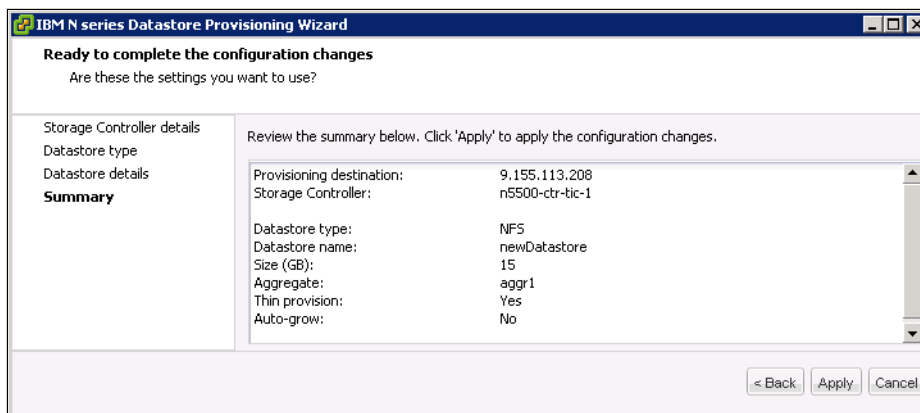 IBM N series Datastore Provisioning Wizard
Ready to complete the configuration changes
Are these the settings you want to use?
Storage Controller details
Datastore type
Datastore details
Summary
Review the summary below. Click 'Apply' to apply the configuration changes.
Provisioning destination: 9.155.113.208
Storage Controller: n5500-ctr-tic-1
Datastore type: NFS
Datastore name: newDatastore
Size (GB): 15
Aggregate: aggr1
Thin provision: Yes
Auto-grow: No
< Back Apply Cancel